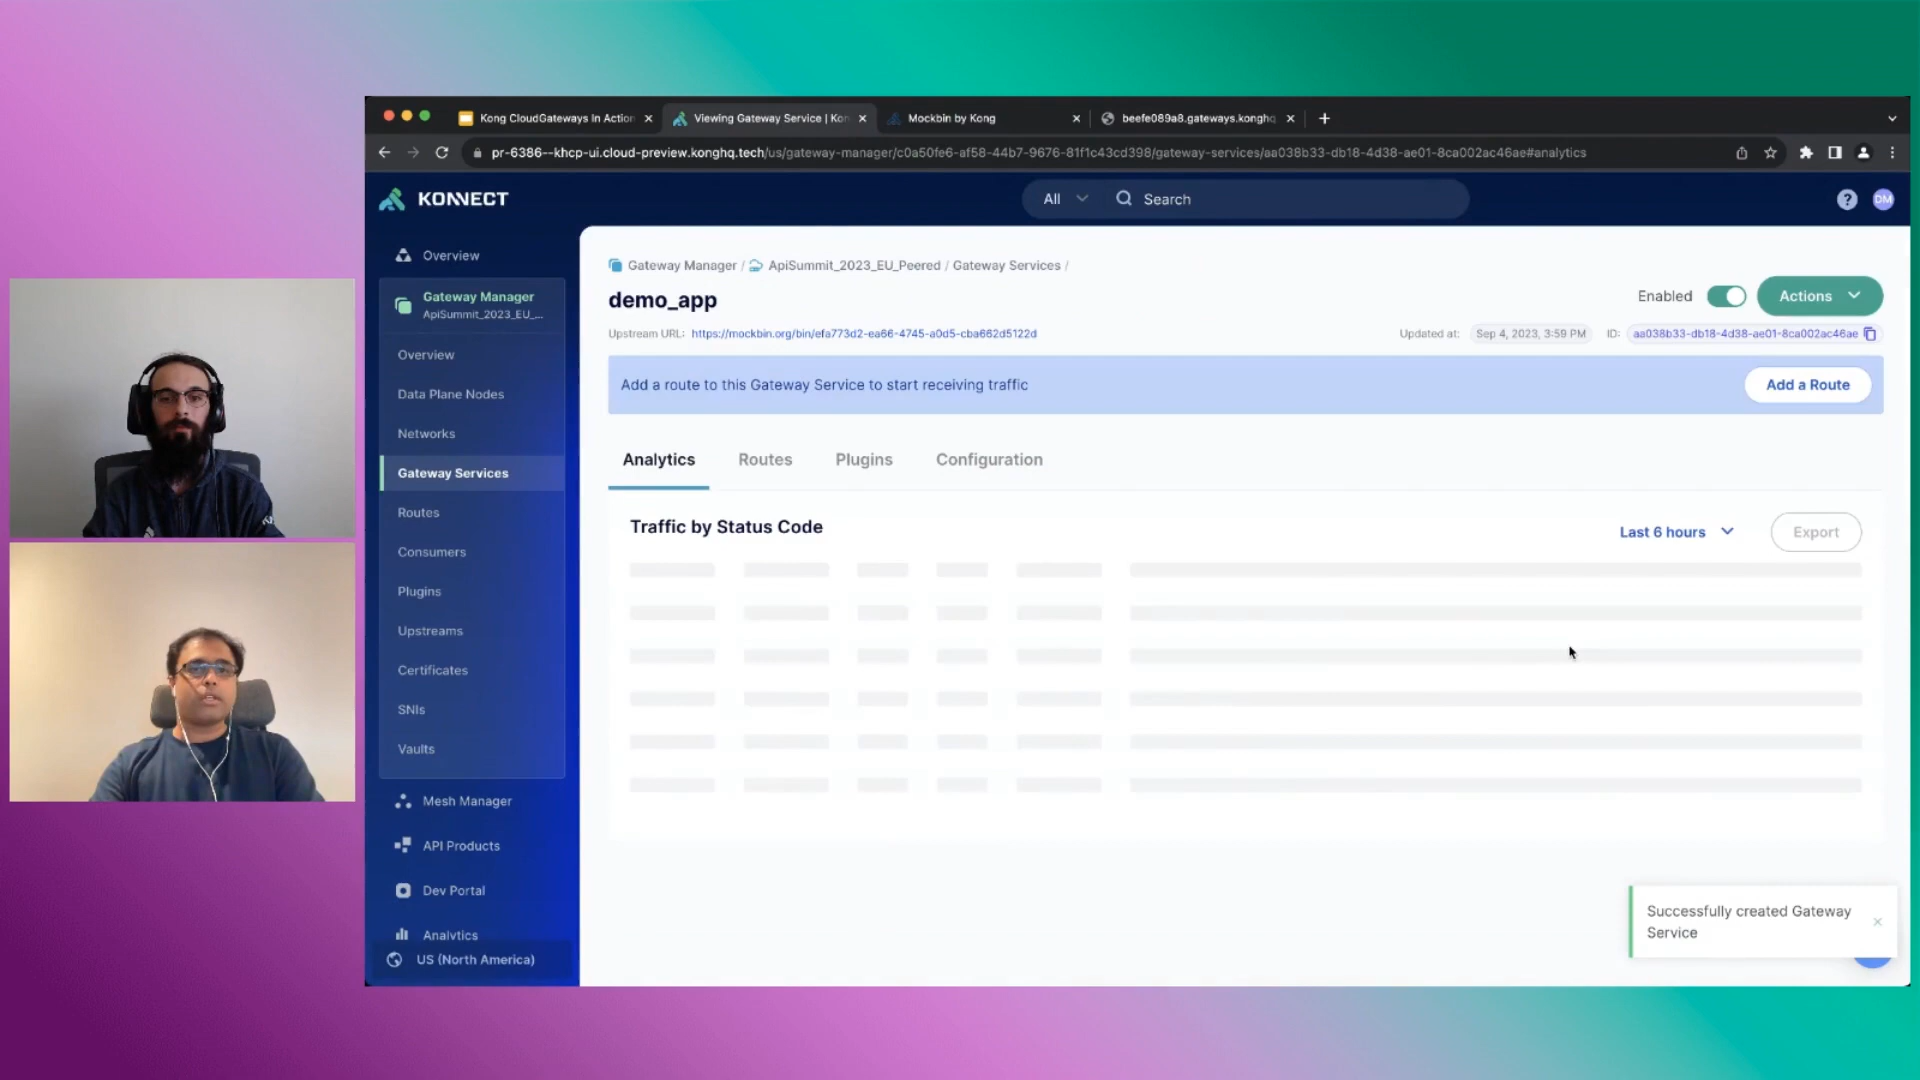 Kong CloudGateways In Action
Viewing Gateway Service | Kon
Mockbin by Kong
beefe089a8.gateways.konghq
pr-6386--khcp-ui.cloud-preview.konghq.tech/us/gateway-manager/c0a50fe6-af58-44b7-9676-81f1c43cd398/gateway-services/aa038b33-db18-4d38-ae01-8ca002ac46ae#analytics
KONNECT
All
Search
?
DM
Overview
Gateway Manager
ApiSummit_2023_EU_...
Overview
Data Plane Nodes
Networks
Gateway Services
Routes
Consumers
Plugins
Upstreams
Certificates
SNIs
Vaults
Mesh Manager
API Products
Dev Portal
Analytics
US (North America)
Gateway Manager / ApiSummit_2023_EU_Peered / Gateway Services /
demo_app
Enabled
Actions
Upstream URL: https://mockbin.org/bin/efa773d2-ea66-4745-a0d5-cba662d5122d
Updated at: Sep 4, 2023, 3:59 PM ID: aa038b33-db18-4d38-ae01-8ca002ac46ae
Add a route to this Gateway Service to start receiving traffic
Add a Route
Analytics Routes Plugins Configuration
Traffic by Status Code
Last 6 hours
Export
Successfully created Gateway
Service